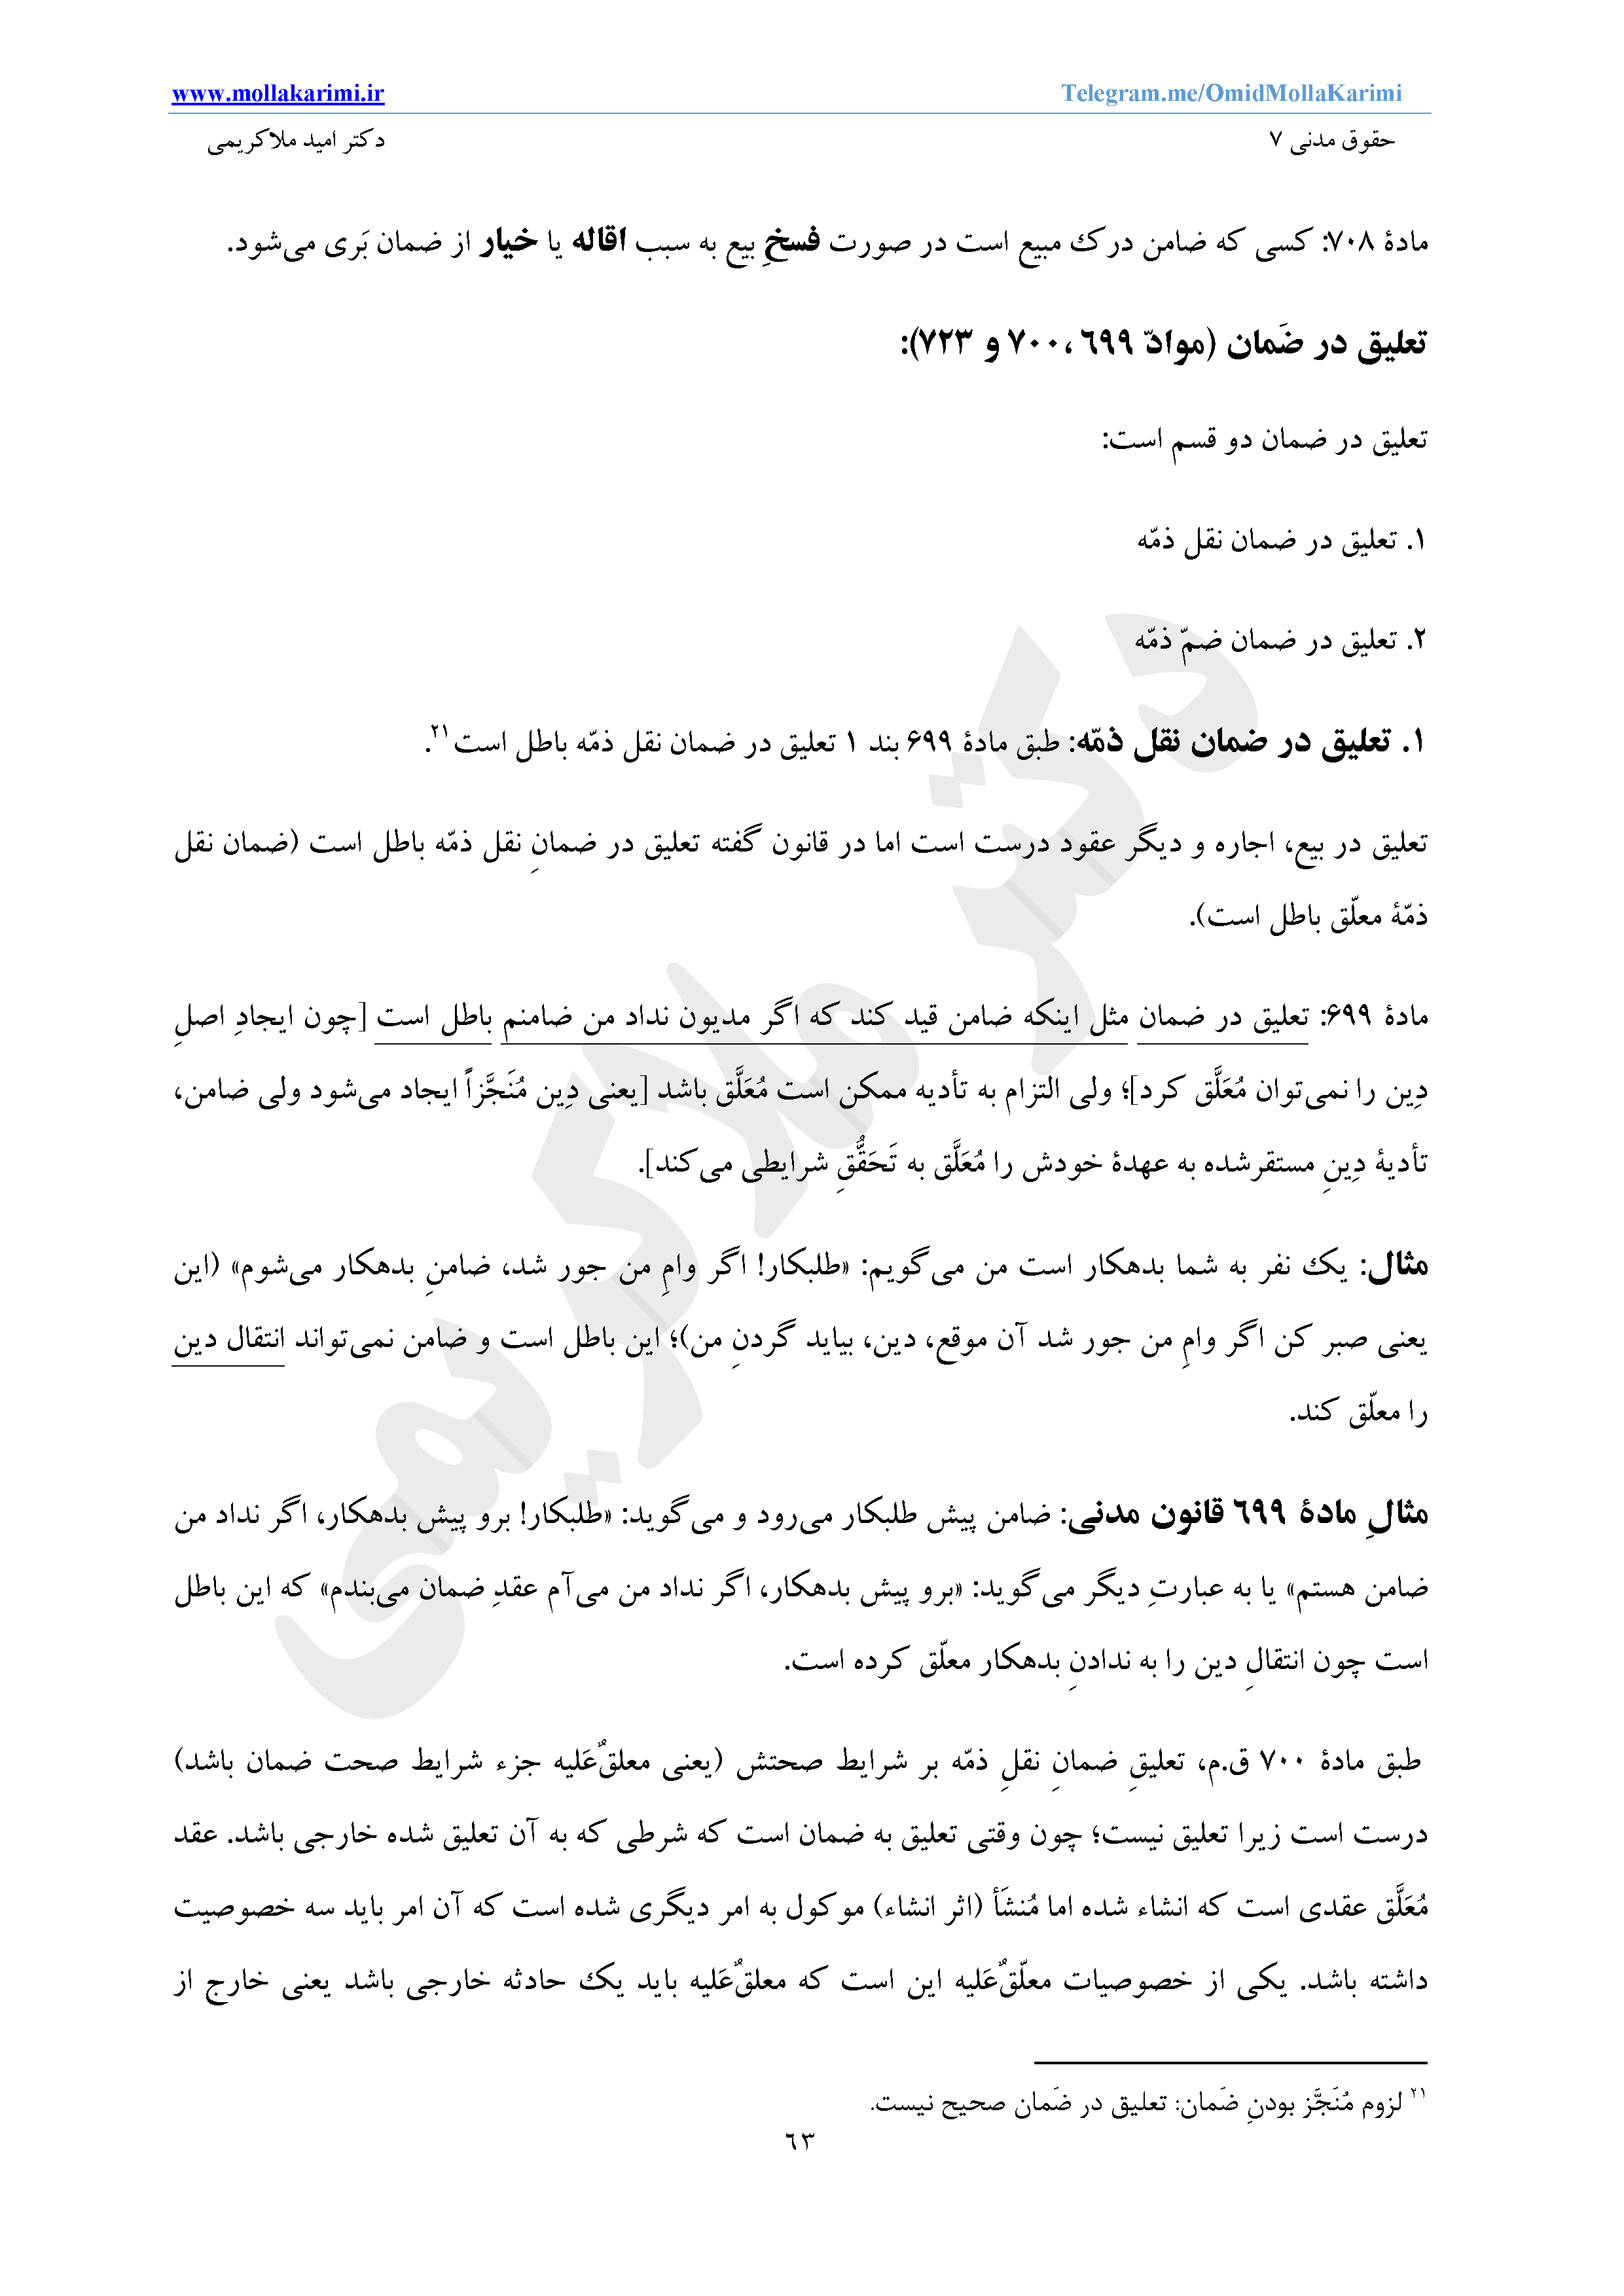 www.mollakarimi.ir Telegram.me/OmidMollaKarimi
حقوق مدنی ۷ دکتر امید ملاکریمی
مادهٔ ۷۰۸: کسی که ضامن درک مبیع است در صورت فسخِ بیع به سبب اقاله یا خیار از ضمان بَری می‌شود.
تعلیق در ضَمان (موادّ ۶۹۹، ۷۰۰ و ۷۲۳):
تعلیق در ضمان دو قسم است:
۱. تعلیق در ضمان نقل ذمّه
۲. تعلیق در ضمان ضمّ ذمّه
۱. تعلیق در ضمان نقل ذمّه: طبق مادهٔ ۶۹۹ بند ۱ تعلیق در ضمان نقل ذمّه باطل است۲۱.
تعلیق در بیع، اجاره و دیگر عقود درست است اما در قانون گفته تعلیق در ضمانِ نقل ذمّه باطل است (ضمان نقل
ذمّهٔ معلّق باطل است).
مادهٔ ۶۹۹: تعلیق در ضمان مثل اینکه ضامن قید کند که اگر مدیون نداد من ضامنم باطل است [چون ایجادِ اصلِ
دِین را نمی‌توان مُعَلَّق کرد]؛ ولی التزام به تأدیه ممکن است مُعَلَّق باشد [یعنی دِین مُنَجَّزاً ایجاد می‌شود ولی ضامن،
تأدیهٔ دِینِ مستقرشده به عهدهٔ خودش را مُعَلَّق به تَحَقُّقِ شرایطی می‌کند].
مثال: یک نفر به شما بدهکار است من می‌گویم: «طلبکار! اگر وامِ من جور شد، ضامنِ بدهکار می‌شوم» (این
یعنی صبر کن اگر وامِ من جور شد آن موقع، دین، بیاید گردنِ من)؛ این باطل است و ضامن نمی‌تواند انتقال دین
را معلّق کند.
مثالِ مادهٔ ۶۹۹ قانون مدنی: ضامن پیش طلبکار می‌رود و می‌گوید: «طلبکار! برو پیش بدهکار، اگر نداد من
ضامن هستم» یا به عبارتِ دیگر می‌گوید: «برو پیش بدهکار، اگر نداد من می‌آم عقدِ ضمان می‌بندم» که این باطل
است چون انتقالِ دین را به ندادنِ بدهکار معلّق کرده است.
طبق مادهٔ ۷۰۰ ق.م، تعلیقِ ضمانِ نقلِ ذمّه بر شرایط صحتش (یعنی معلقٌ‌عَلیه جزء شرایط صحت ضمان باشد)
درست است زیرا تعلیق نیست؛ چون وقتی تعلیق به ضمان است که شرطی که به آن تعلیق شده خارجی باشد. عقد
مُعَلَّق عقدی است که انشاء شده اما مُنشَأ (اثر انشاء) موکول به امر دیگری شده است که آن امر باید سه خصوصیت
داشته باشد. یکی از خصوصیات معلّقٌ‌عَلیه این است که معلقٌ‌عَلیه باید یک حادثه خارجی باشد یعنی خارج از
۲۱ لزوم مُنَجَّز بودنِ ضَمان: تعلیق در ضَمان صحیح نیست.
۶۳
دکتر ملاکریمی